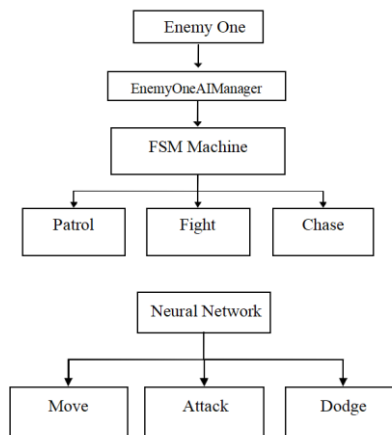 Enemy One
EnemyOneAIManager
FSM Machine
Patrol
Fight
Chase
Neural Network
Move
Attack
Dodge